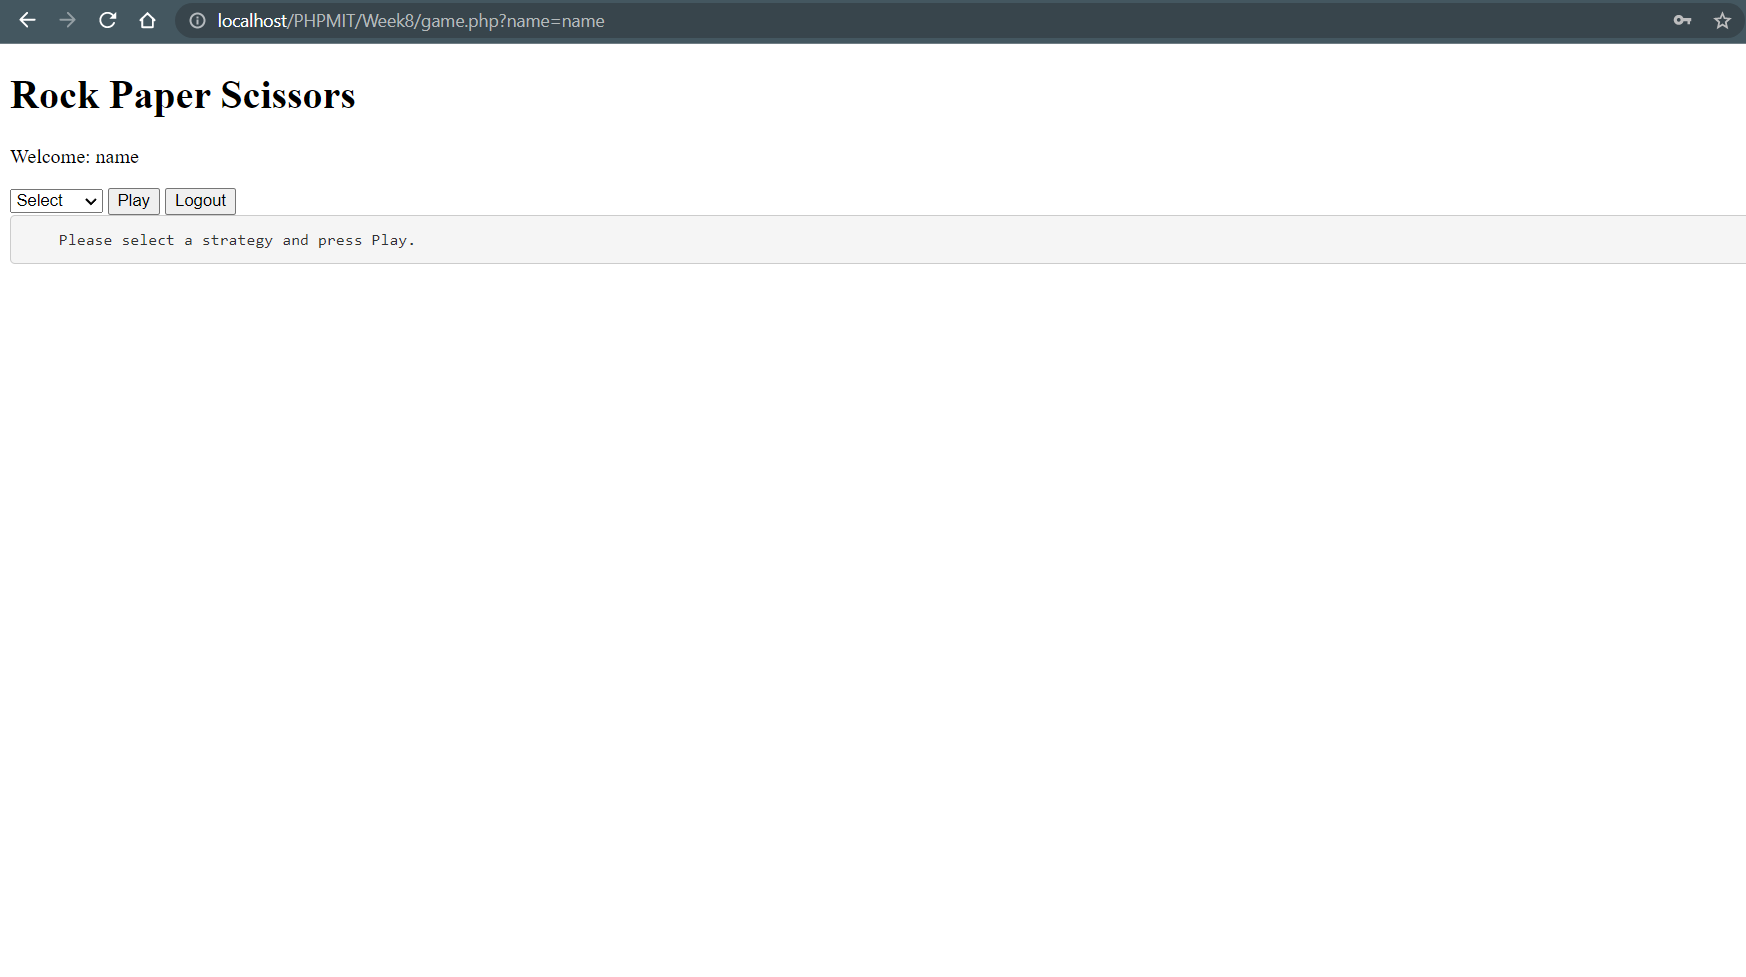 localhost/PHPMIT/Week8/game.php?name=name
Rock Paper Scissors
Welcome: name
Select Play Logout
Please select a strategy and press Play.